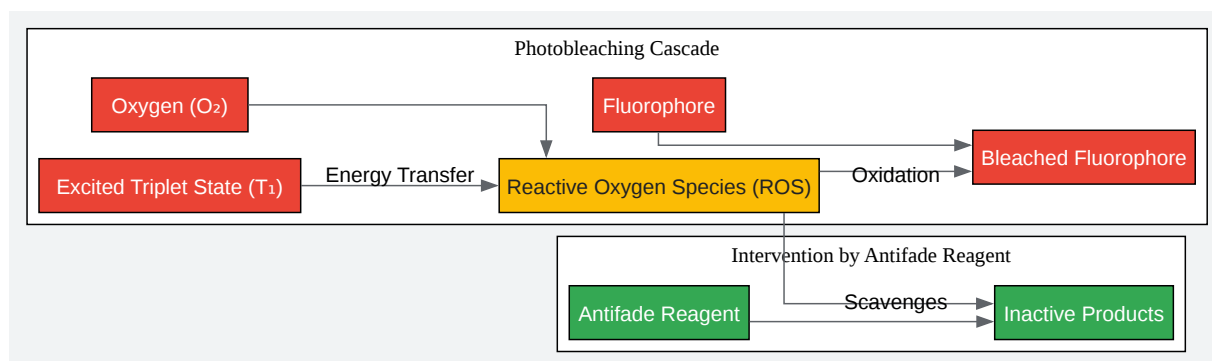 Photobleaching Cascade
Oxygen (O₂)
Fluorophore
Bleached Fluorophore
Excited Triplet State (T₁)
Energy Transfer
Reactive Oxygen Species (ROS)
Oxidation
Intervention by Antifade Reagent
Antifade Reagent
Scavenges
Inactive Products